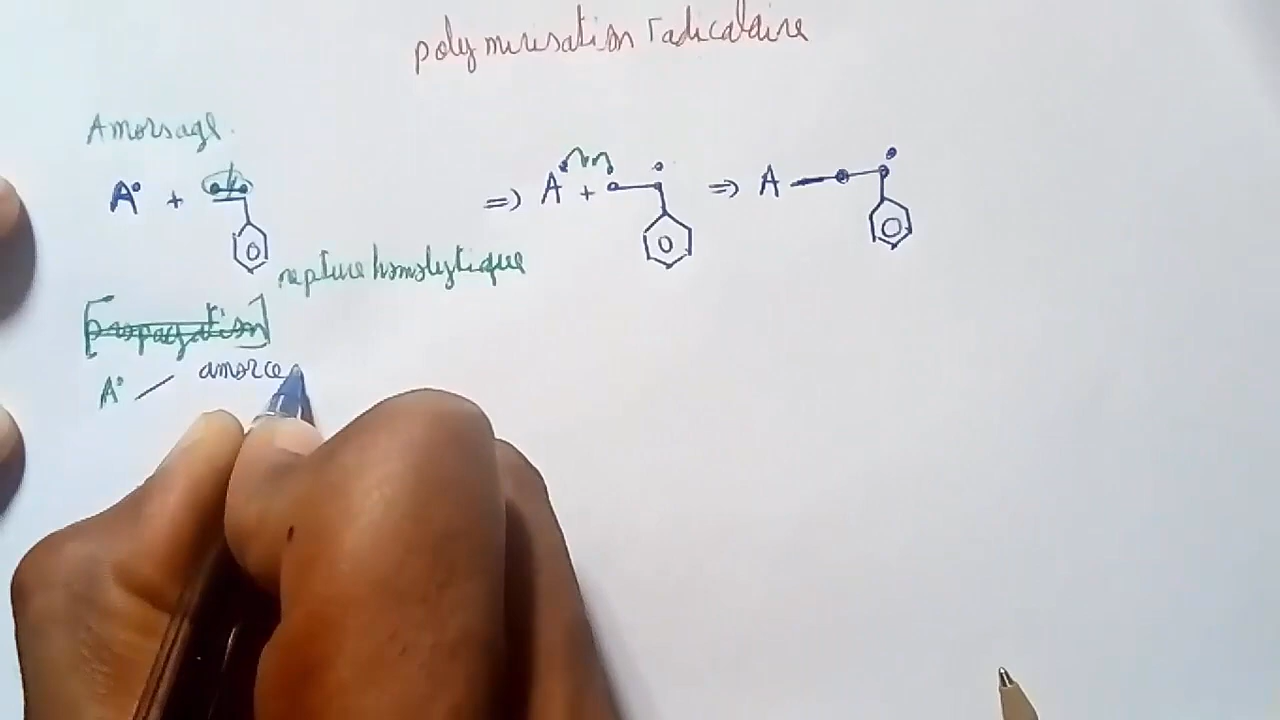 polymerisation radicalaire
Amorsage.
A° +
=> A° +
=> A
rupture homolytique
[propagation]
A° amorce